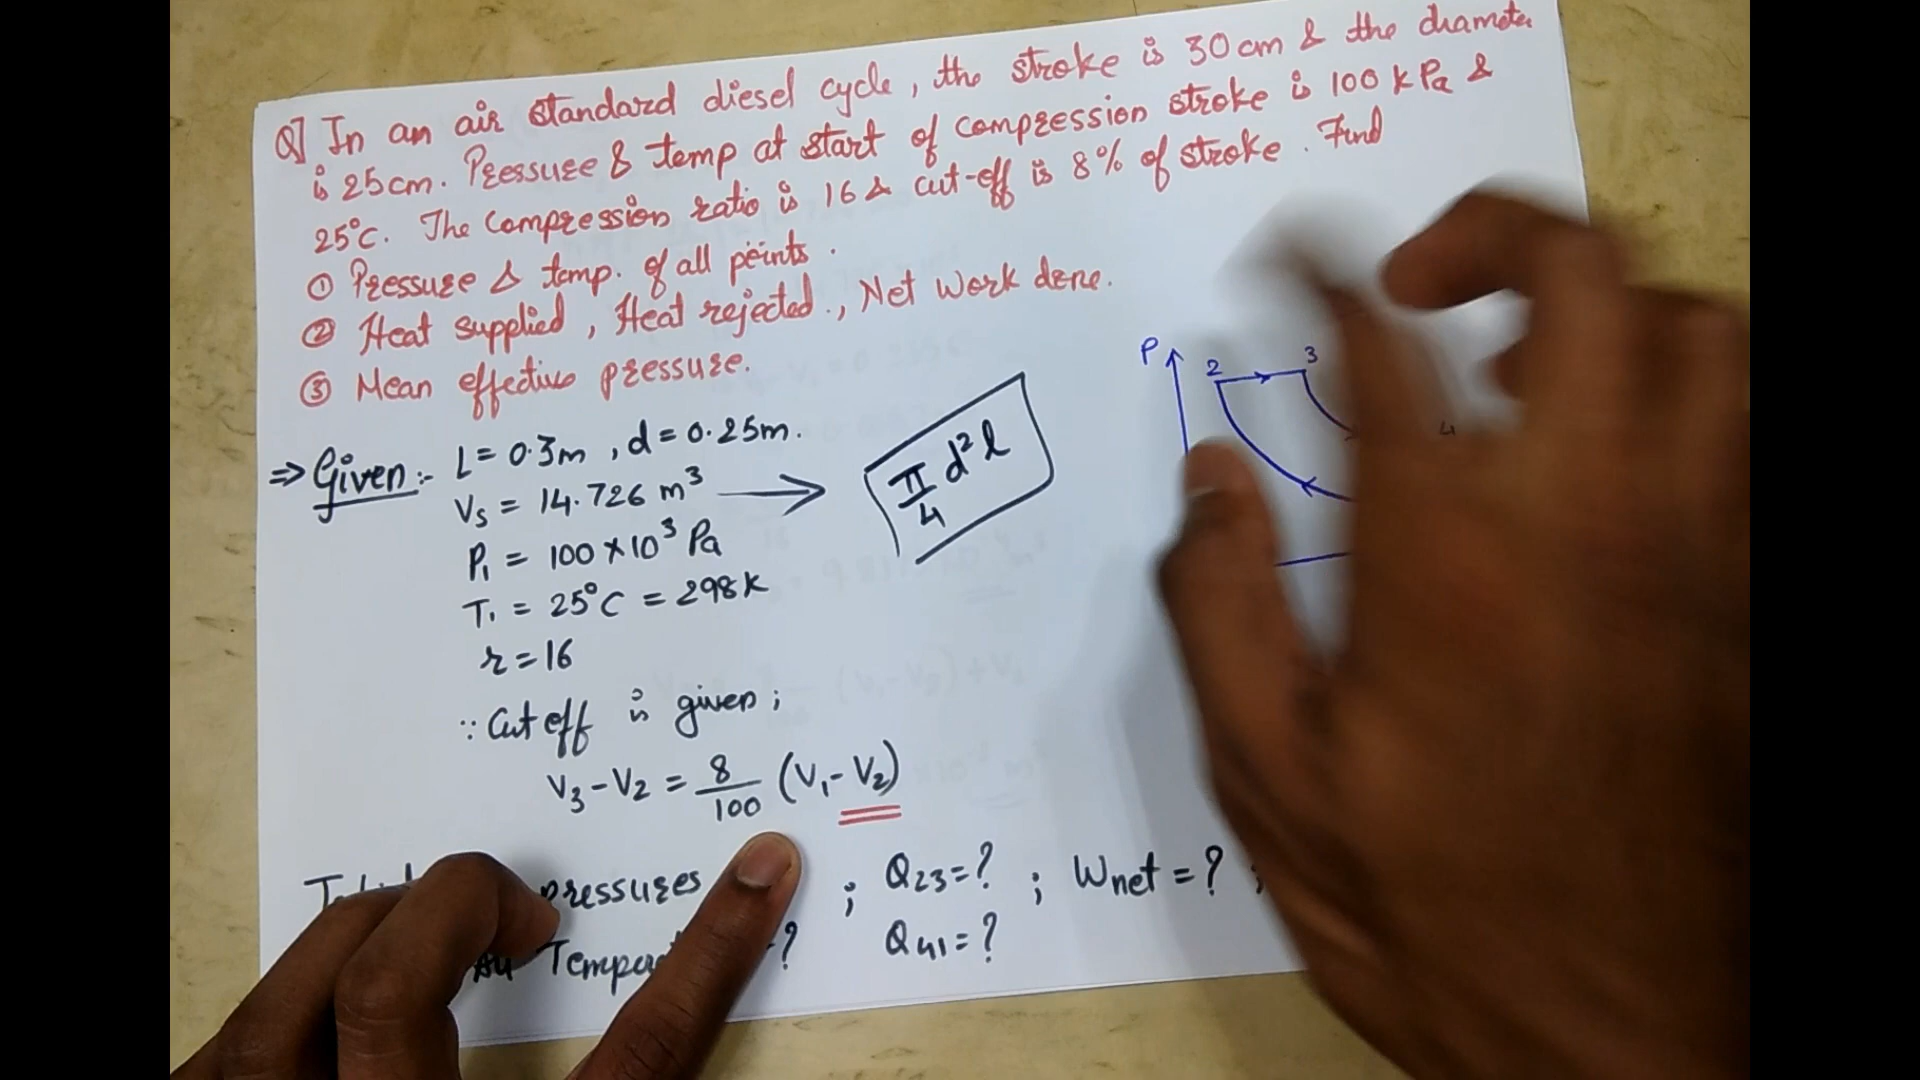 Q] In an air standard diesel cycle, the stroke is 30 cm & the diameter
is 25cm. Pressure & temp at start of compression stroke is 100 kPa &
25°C. The compression ratio is 16 & cut-off is 8% of stroke. Find
① Pressure & temp. of all points.
② Heat supplied, Heat rejected., Net Work done.
③ Mean effective pressure.
⇒ Given:- L = 0.3m , d = 0.25m.
Vs = 14.726 m³ → π/4 d² l
P₁ = 100 × 10³ Pa
T₁ = 25°C = 298K
r = 16
∵ Cut off is given;
V₃ - V₂ = 8/100 (V₁ - V₂)
pressures ; Q₂₃ = ? ; Wnet = ? ;
? Q₄₁ = ?
P
2
3
4